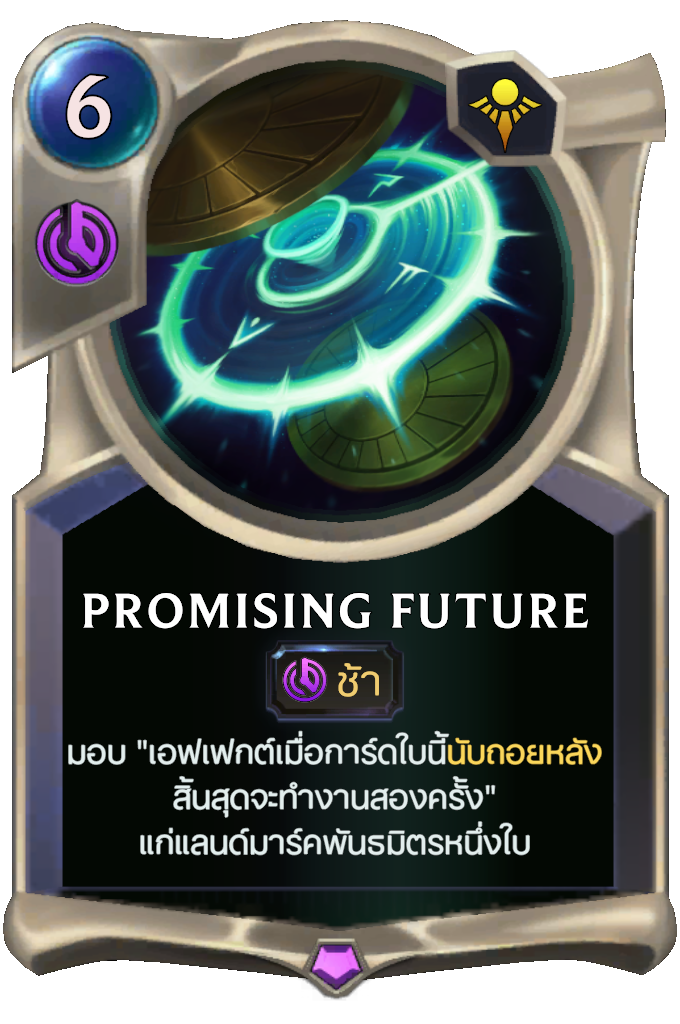 6
PROMISING FUTURE
ช้า
มอบ "เอฟเฟกต์เมื่อการ์ดใบนี้นับถอยหลัง
สิ้นสุดจะทำงานสองครั้ง"
แก่แลนด์มาร์คพันธมิตรหนึ่งใบ